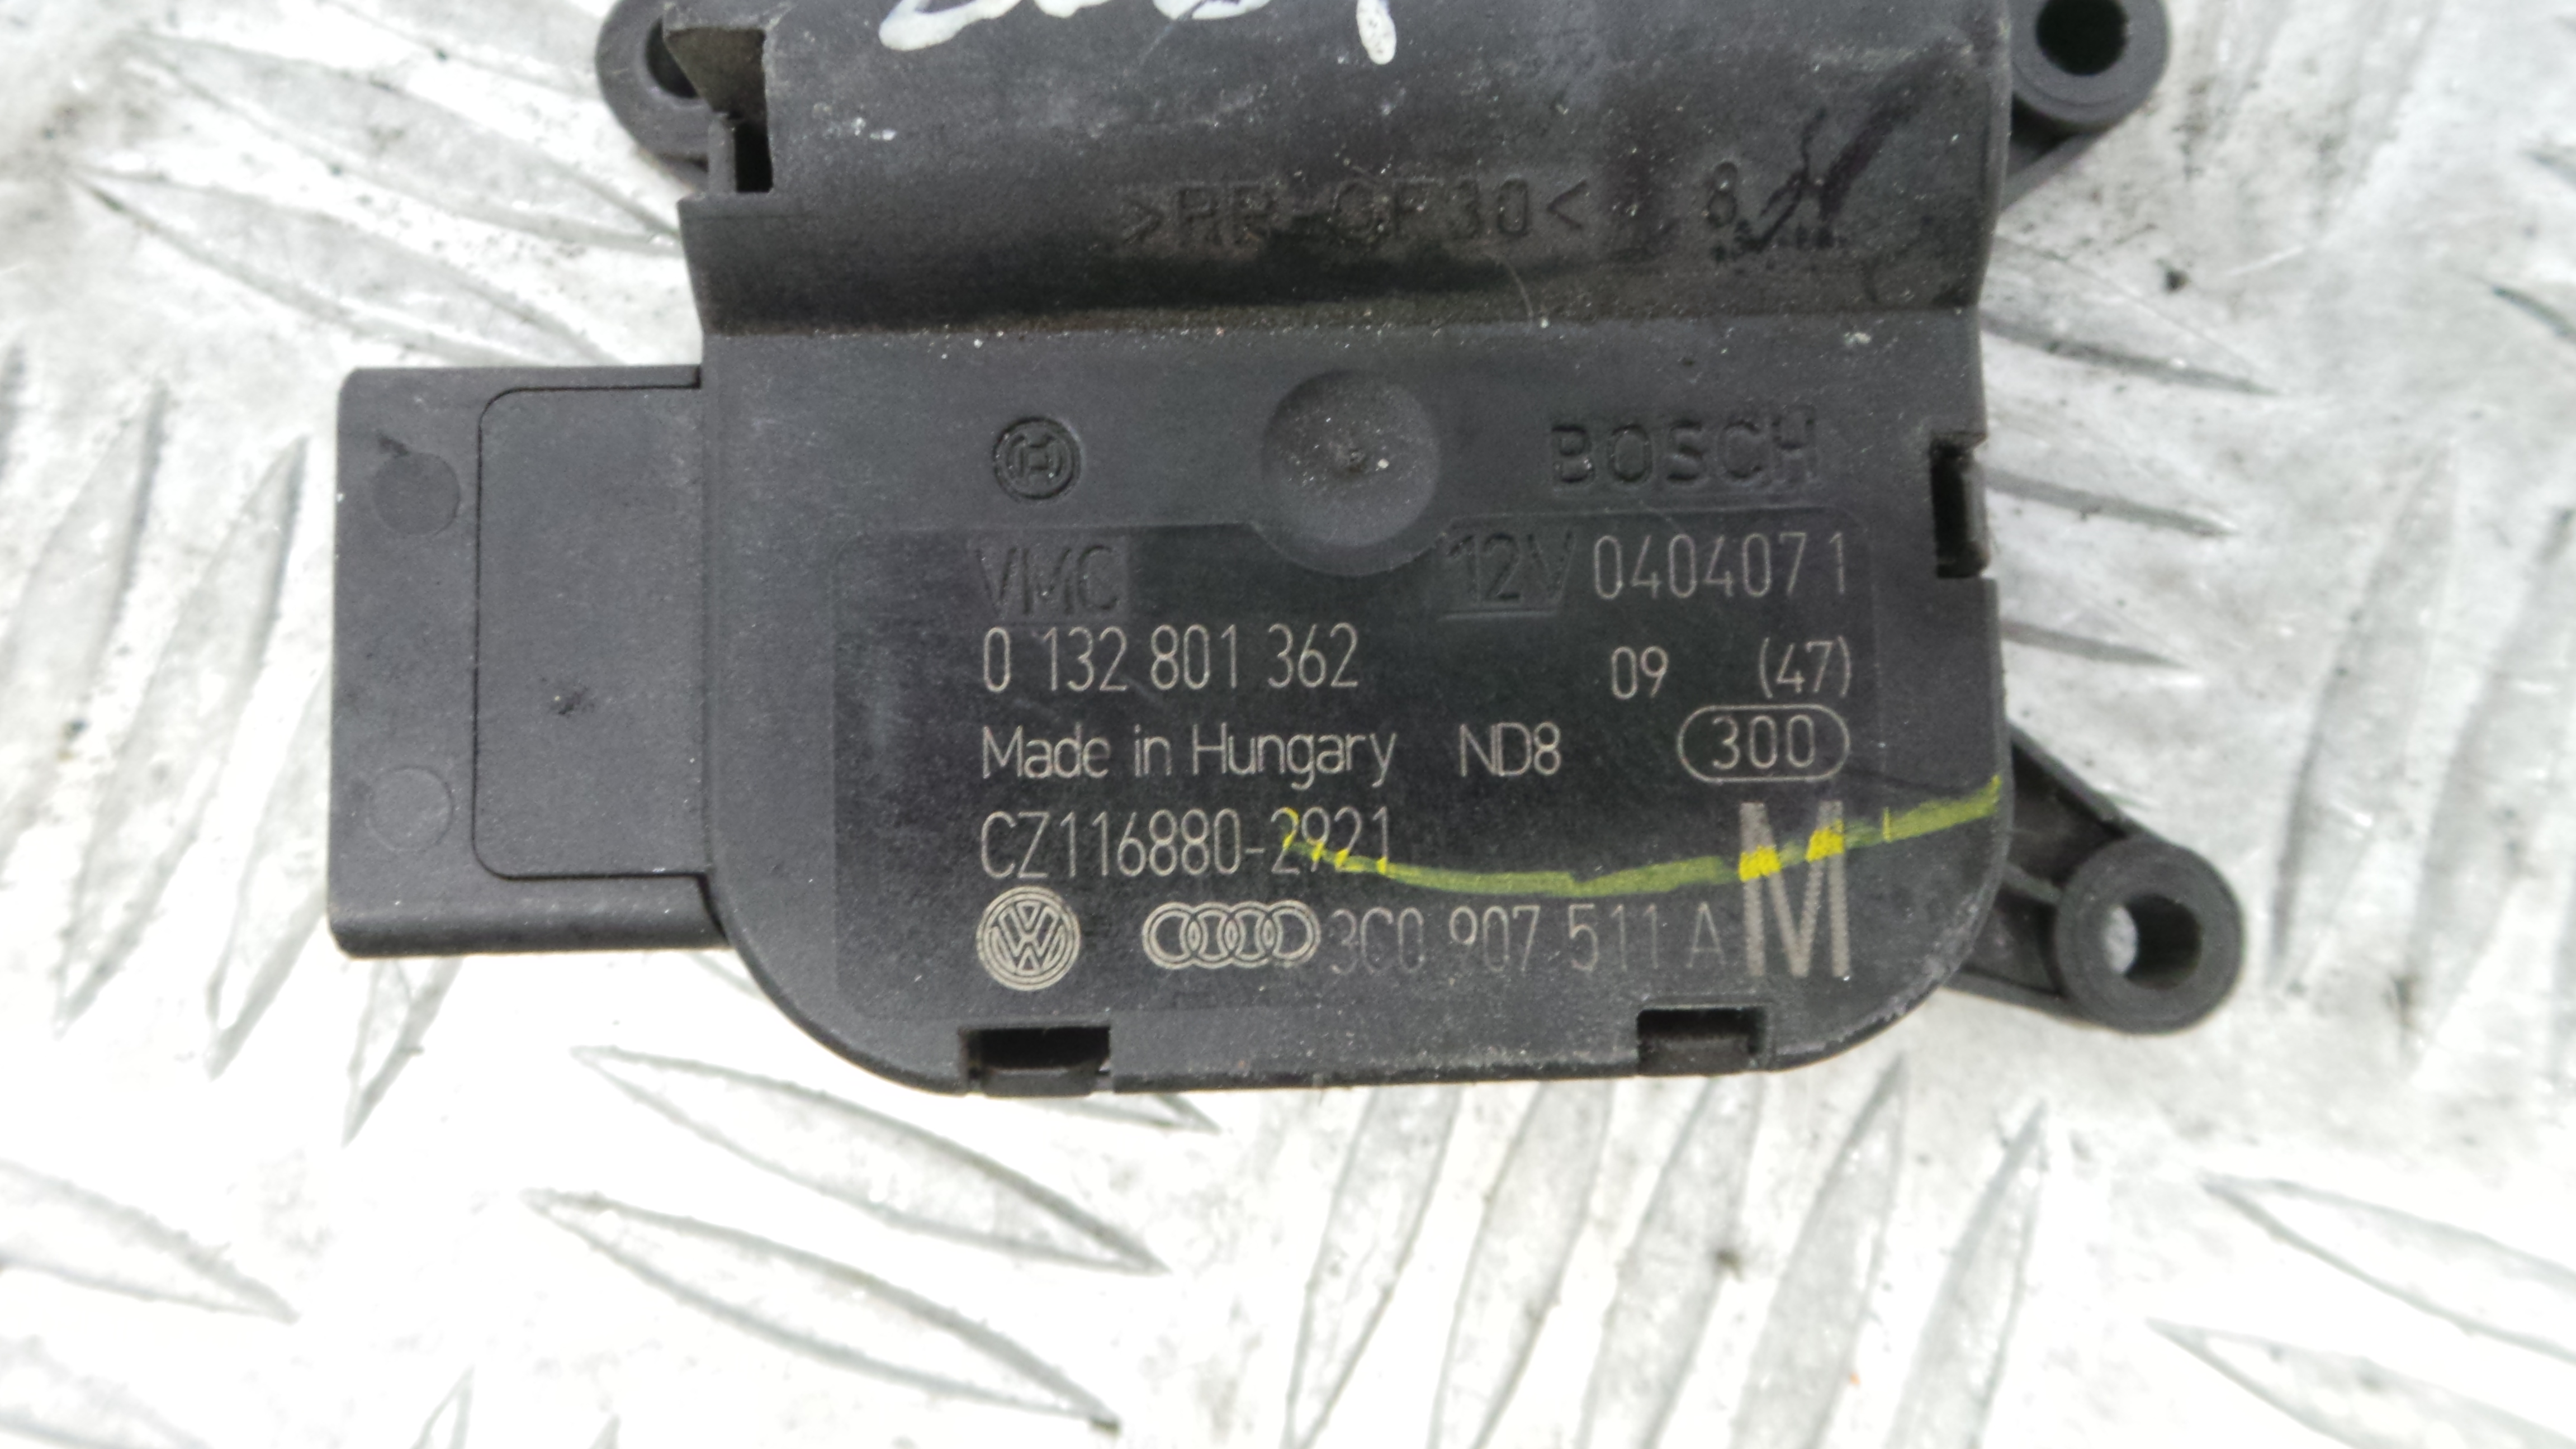 >PP-GF30< 8
BOSCH
VMC 12V 0404071
0 132 801 362 09 (47)
Made in Hungary ND8 300
CZ116880-2921
3C0 907 511 A M